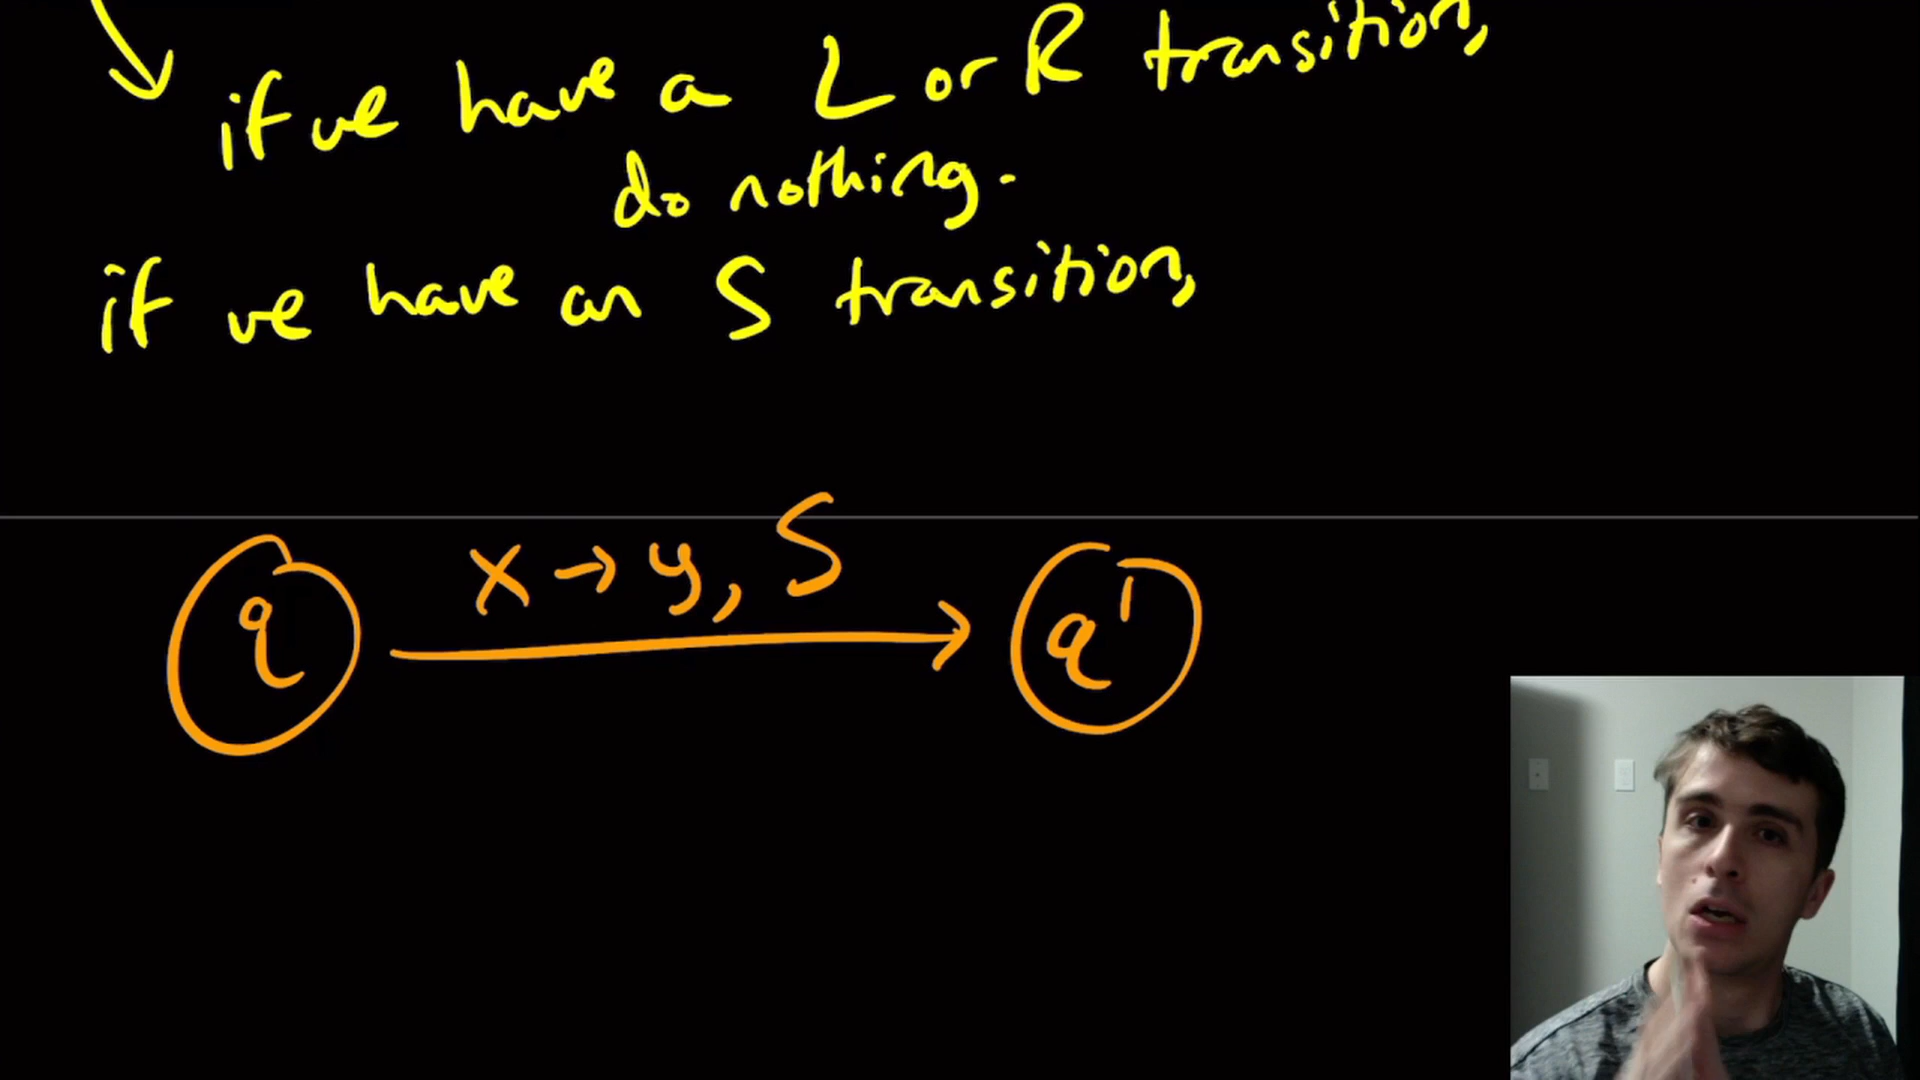 if we have a L or R transition,
do nothing.
if we have an S transition,
x → y, S
q
q'